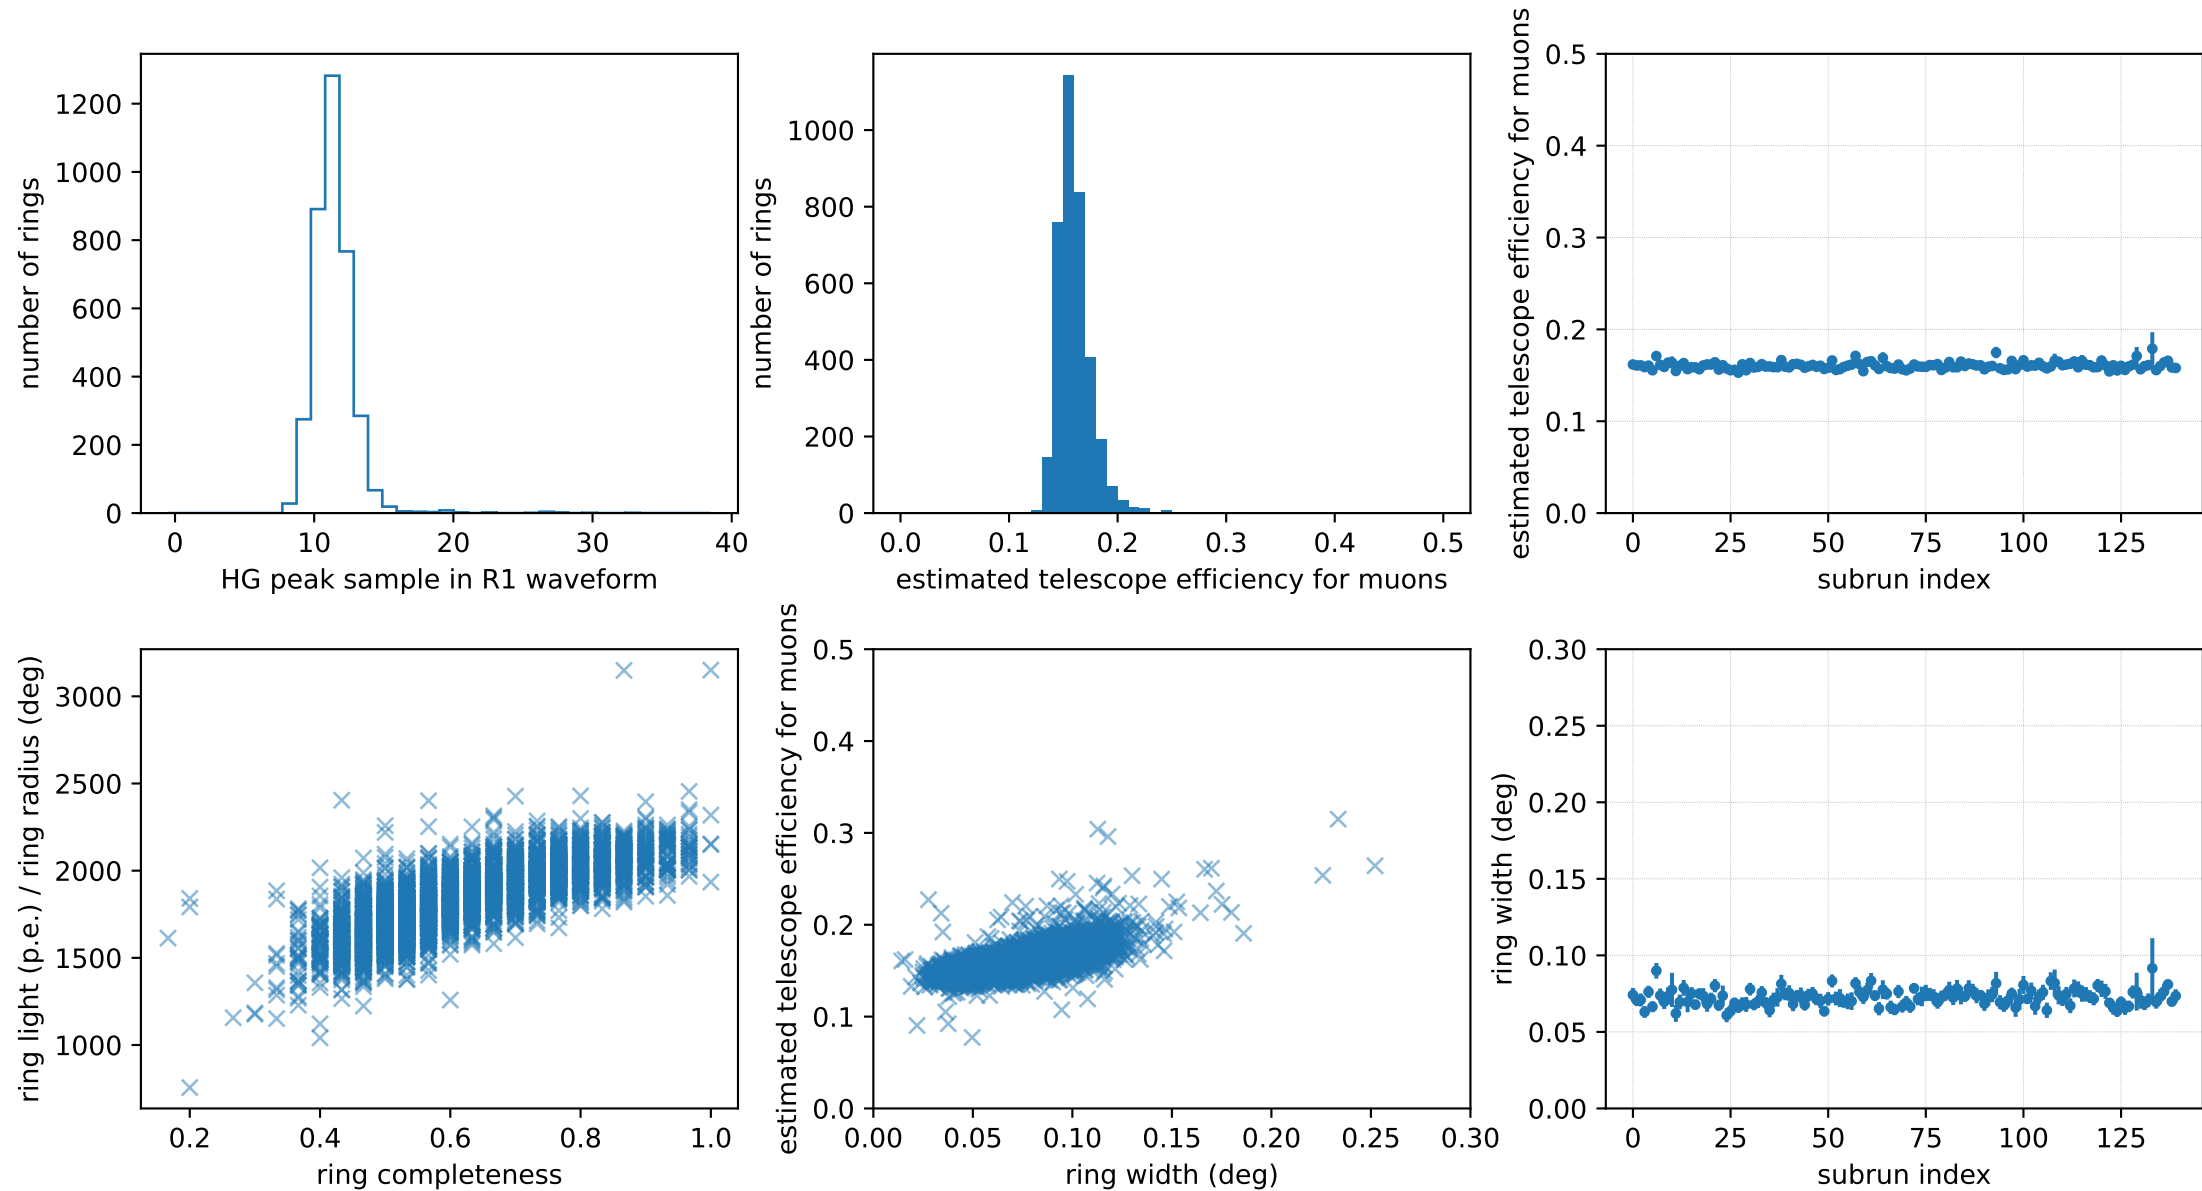 number of rings
1200
1000
800
600
400
200
0
0 10 20 30 40
HG peak sample in R1 waveform
number of rings
1000
800
600
400
200
0
0.0 0.1 0.2 0.3 0.4 0.5
estimated telescope efficiency for muons
estimated telescope efficiency for muons
0.5
0.4
0.3
0.2
0.1
0.0
0 25 50 75 100 125
subrun index
ring light (p.e.) / ring radius (deg)
3000
2500
2000
1500
1000
0.2 0.4 0.6 0.8 1.0
ring completeness
estimated telescope efficiency for muons
0.5
0.4
0.3
0.2
0.1
0.0
0.00 0.05 0.10 0.15 0.20 0.25 0.30
ring width (deg)
ring width (deg)
0.30
0.25
0.20
0.15
0.10
0.05
0.00
0 25 50 75 100 125
subrun index